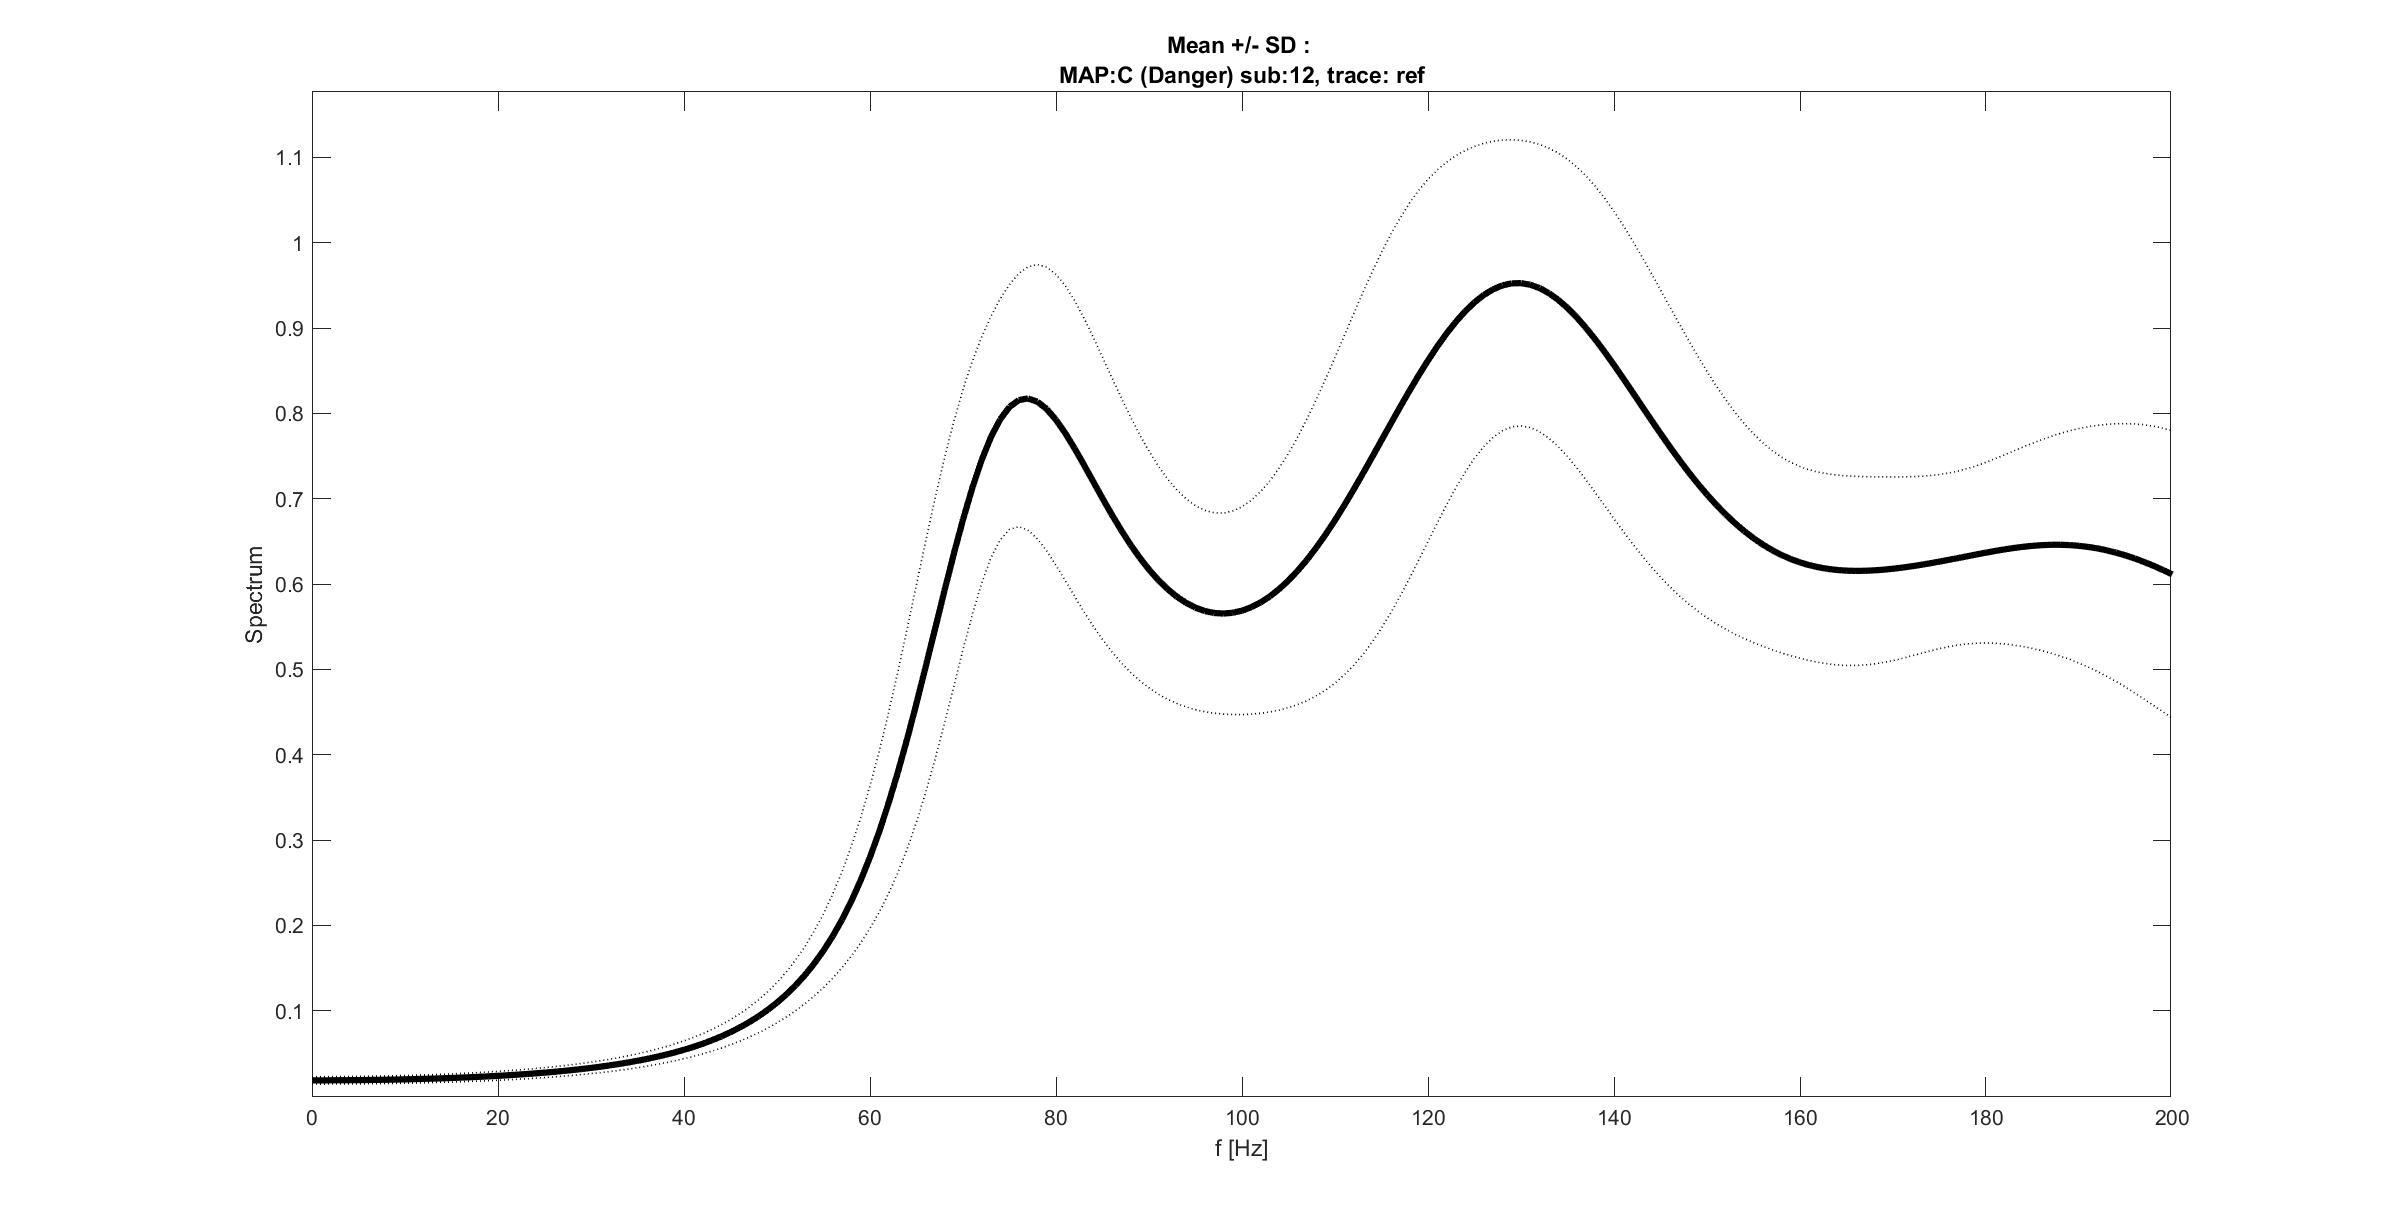 Mean +/- SD :
MAP:C (Danger) sub:12, trace: ref
1.1
1
0.9
0.8
0.7
0.6
0.5
0.4
0.3
0.2
0.1
Spectrum
0 20 40 60 80 100 120 140 160 180 200
f [Hz]